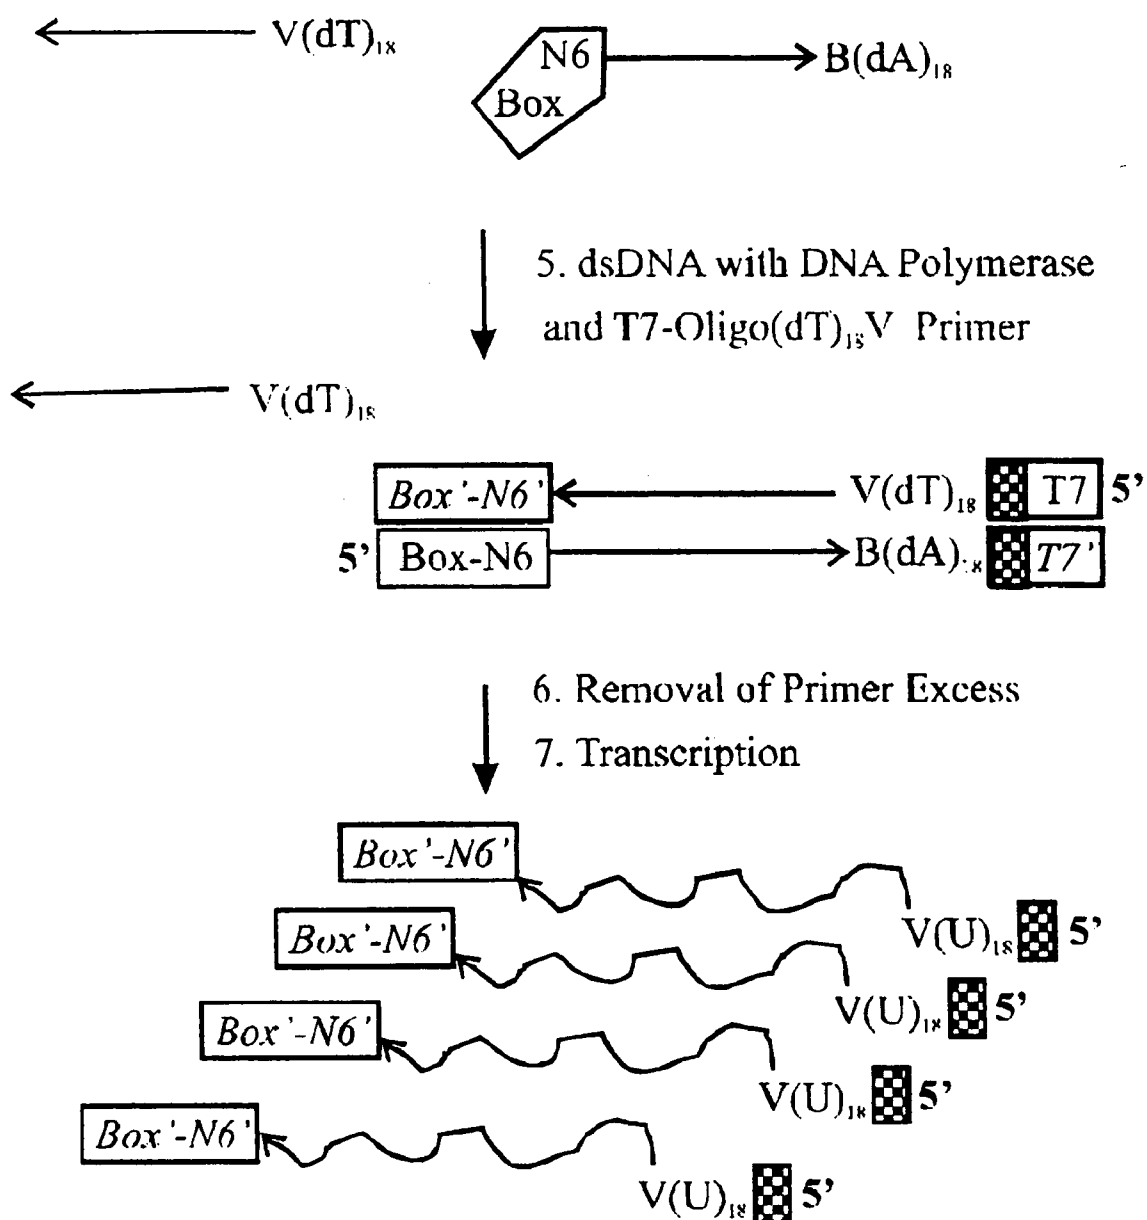 V(dT)₁₈
N6
Box
B(dA)₁₈
5. dsDNA with DNA Polymerase
and T7-Oligo(dT)₁₈V Primer
V(dT)₁₈
Box'-N6' V(dT)₁₈ T7 5'
5' Box-N6 B(dA)₁₈ T7'
6. Removal of Primer Excess
7. Transcription
Box'-N6'
V(U)₁₈ 5'
Box'-N6'
V(U)₁₈ 5'
Box'-N6'
V(U)₁₈ 5'
Box'-N6'
V(U)₁₈ 5'